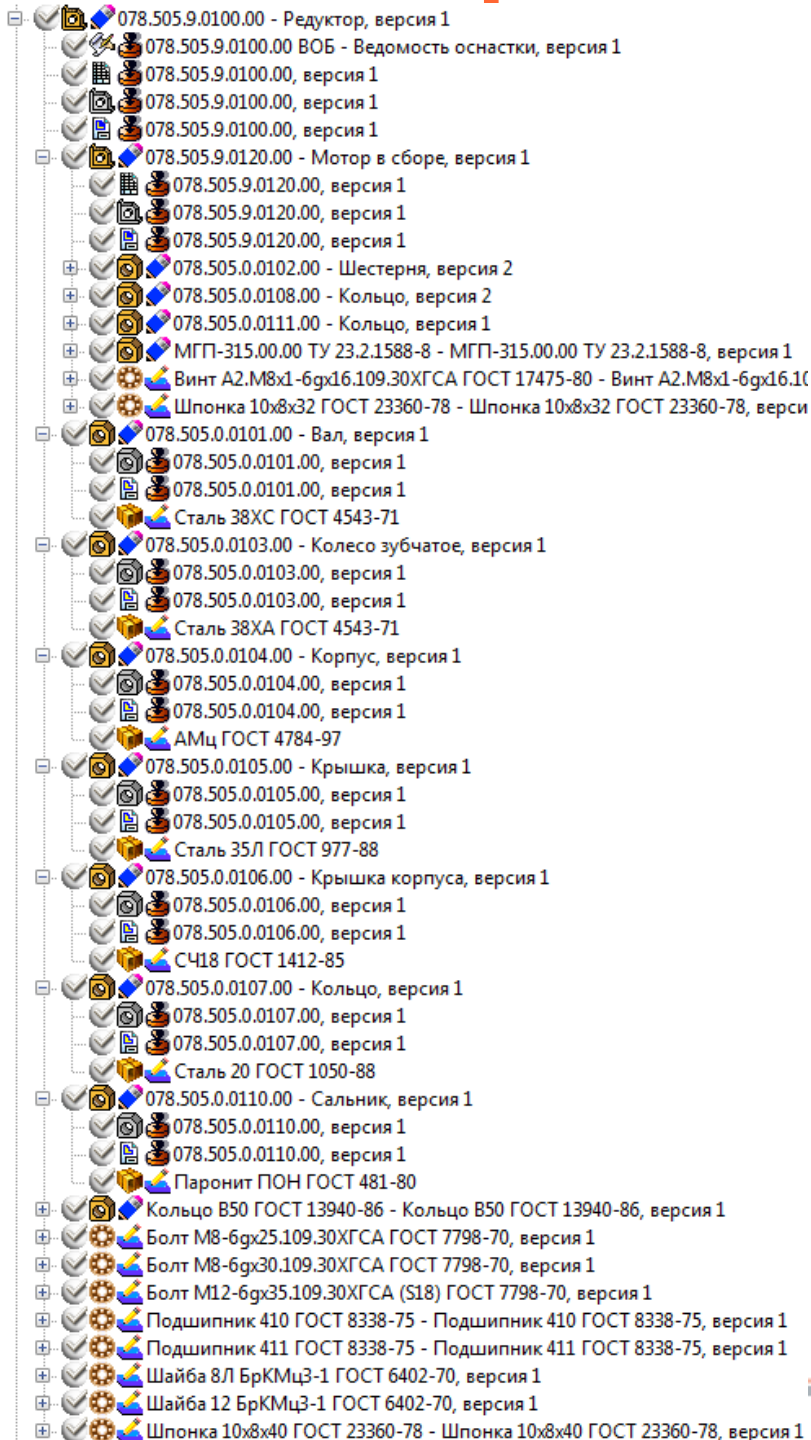 078.505.9.0100.00 - Редуктор, версия 1
078.505.9.0100.00 ВОБ - Ведомость оснастки, версия 1
078.505.9.0100.00, версия 1
078.505.9.0100.00, версия 1
078.505.9.0100.00, версия 1
078.505.9.0120.00 - Мотор в сборе, версия 1
078.505.9.0120.00, версия 1
078.505.9.0120.00, версия 1
078.505.9.0120.00, версия 1
078.505.0.0102.00 - Шестерня, версия 2
078.505.0.0108.00 - Кольцо, версия 2
078.505.0.0111.00 - Кольцо, версия 1
МГП-315.00.00 ТУ 23.2.1588-8 - МГП-315.00.00 ТУ 23.2.1588-8, версия 1
Винт А2.М8х1-6gх16.109.30ХГСА ГОСТ 17475-80 - Винт А2.М8х1-6gх16.10
Шпонка 10х8х32 ГОСТ 23360-78 - Шпонка 10х8х32 ГОСТ 23360-78, верси
078.505.0.0101.00 - Вал, версия 1
078.505.0.0101.00, версия 1
078.505.0.0101.00, версия 1
Сталь 38ХС ГОСТ 4543-71
078.505.0.0103.00 - Колесо зубчатое, версия 1
078.505.0.0103.00, версия 1
078.505.0.0103.00, версия 1
Сталь 38ХА ГОСТ 4543-71
078.505.0.0104.00 - Корпус, версия 1
078.505.0.0104.00, версия 1
078.505.0.0104.00, версия 1
АМц ГОСТ 4784-97
078.505.0.0105.00 - Крышка, версия 1
078.505.0.0105.00, версия 1
078.505.0.0105.00, версия 1
Сталь 35Л ГОСТ 977-88
078.505.0.0106.00 - Крышка корпуса, версия 1
078.505.0.0106.00, версия 1
078.505.0.0106.00, версия 1
СЧ18 ГОСТ 1412-85
078.505.0.0107.00 - Кольцо, версия 1
078.505.0.0107.00, версия 1
078.505.0.0107.00, версия 1
Сталь 20 ГОСТ 1050-88
078.505.0.0110.00 - Сальник, версия 1
078.505.0.0110.00, версия 1
078.505.0.0110.00, версия 1
Паронит ПОН ГОСТ 481-80
Кольцо В50 ГОСТ 13940-86 - Кольцо В50 ГОСТ 13940-86, версия 1
Болт М8-6gх25.109.30ХГСА ГОСТ 7798-70, версия 1
Болт М8-6gх30.109.30ХГСА ГОСТ 7798-70, версия 1
Болт М12-6gх35.109.30ХГСА (S18) ГОСТ 7798-70, версия 1
Подшипник 410 ГОСТ 8338-75 - Подшипник 410 ГОСТ 8338-75, версия 1
Подшипник 411 ГОСТ 8338-75 - Подшипник 411 ГОСТ 8338-75, версия 1
Шайба 8Л БрКМц3-1 ГОСТ 6402-70, версия 1
Шайба 12 БрКМц3-1 ГОСТ 6402-70, версия 1
Шпонка 10х8х40 ГОСТ 23360-78 - Шпонка 10х8х40 ГОСТ 23360-78, версия 1